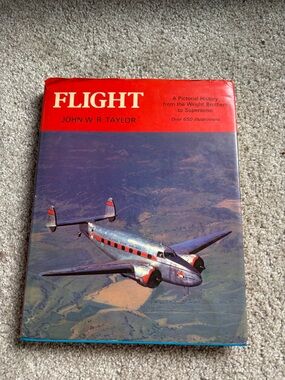 FLIGHT
JOHN W. R. TAYLOR
A Pictorial History
from the Wright Brothers
to Supersonic
Over 650 illustrations